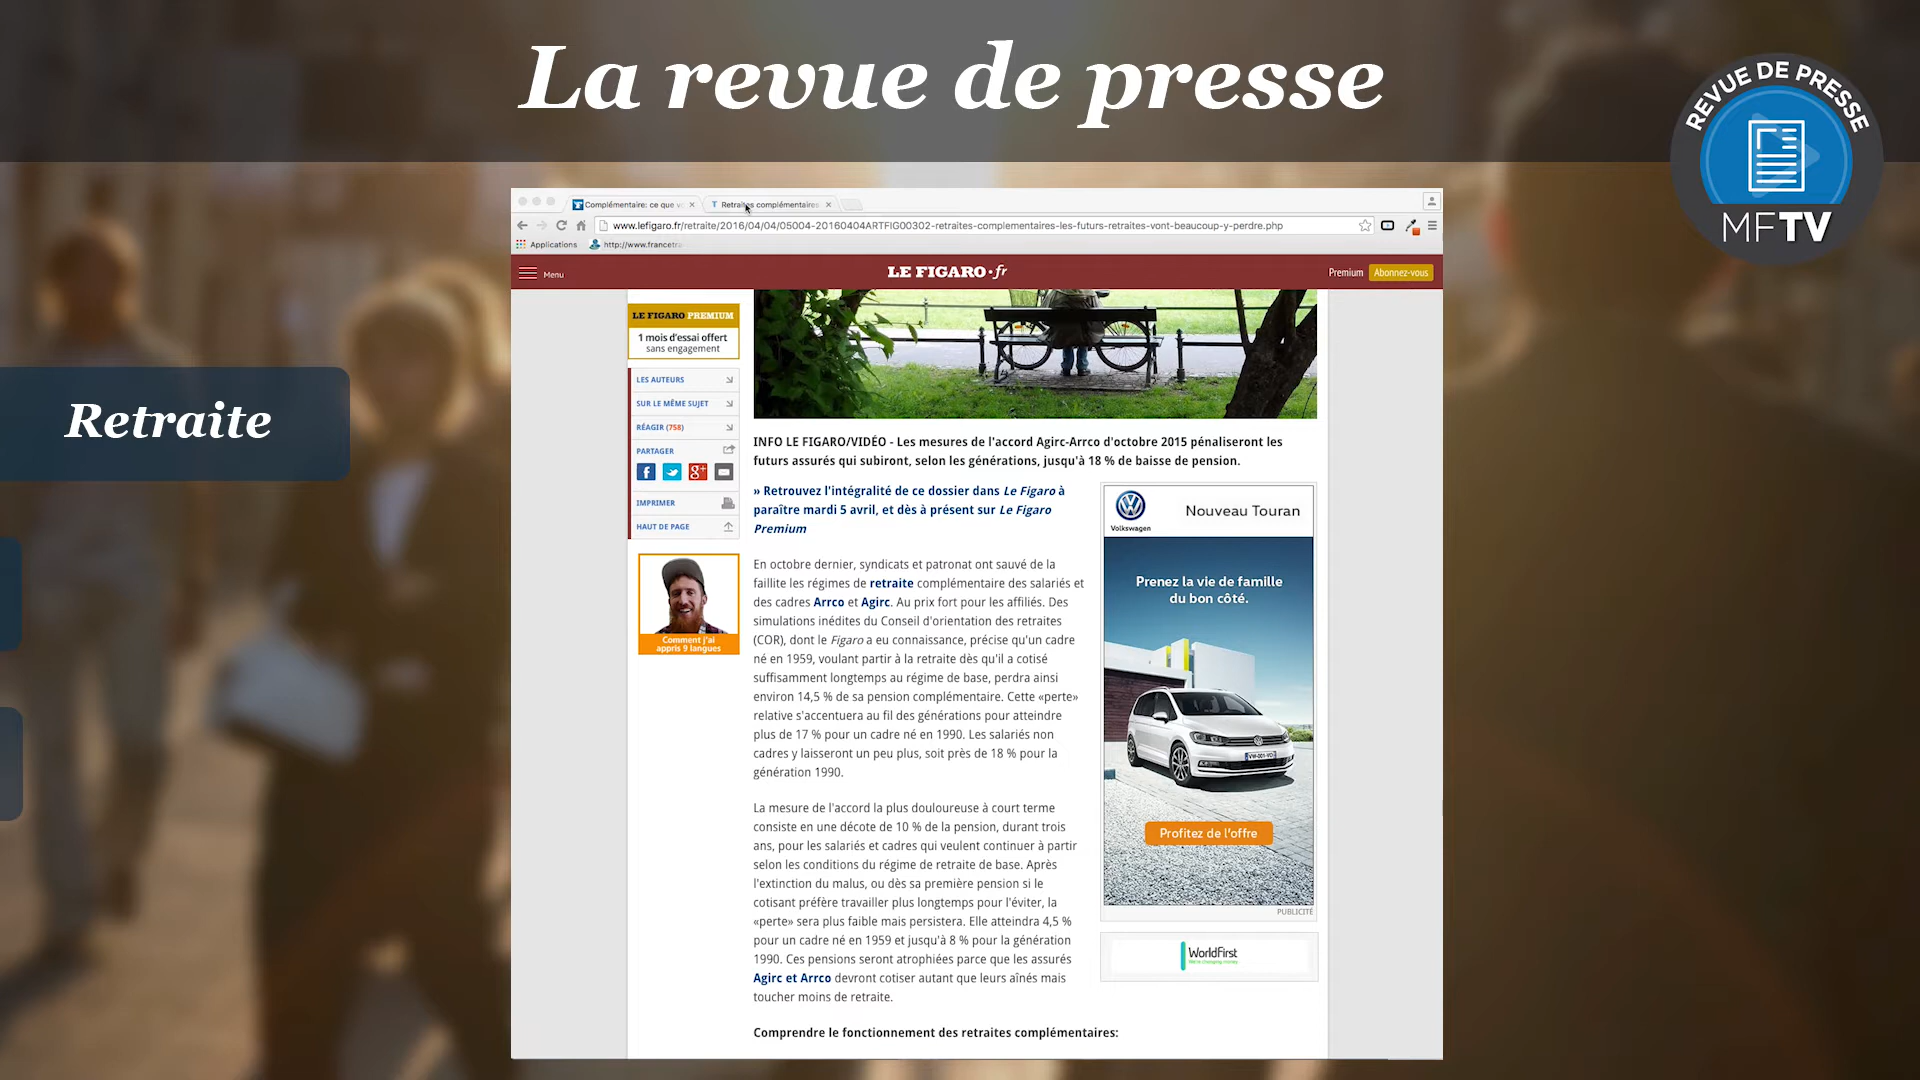 La revue de presse
REVUE DE PRESSE
MFTV
Retraite
Complémentaire: ce que v
Retraites complémentaires
www.lefigaro.fr/retraite/2016/04/04/05004-20160404ARTFIG00302-retraites-complementaires-les-futurs-retraites-vont-beaucoup-y-perdre.php
Applications
http://www.francetra
Menu
LE FIGARO·fr
Premium
Abonnez-vous
LE FIGARO PREMIUM
1 mois d'essai offert
sans engagement
LES AUTEURS
SUR LE MÊME SUJET
RÉAGIR (758)
PARTAGER
IMPRIMER
HAUT DE PAGE
Comment j'ai
appris 9 langues
INFO LE FIGARO/VIDÉO - Les mesures de l'accord Agirc-Arrco d'octobre 2015 pénaliseront les
futurs assurés qui subiront, selon les générations, jusqu'à 18 % de baisse de pension.
» Retrouvez l'intégralité de ce dossier dans Le Figaro à
paraître mardi 5 avril, et dès à présent sur Le Figaro
Premium
En octobre dernier, syndicats et patronat ont sauvé de la
faillite les régimes de retraite complémentaire des salariés et
des cadres Arrco et Agirc. Au prix fort pour les affiliés. Des
simulations inédites du Conseil d'orientation des retraites
(COR), dont le Figaro a eu connaissance, précise qu'un cadre
né en 1959, voulant partir à la retraite dès qu'il a cotisé
suffisamment longtemps au régime de base, perdra ainsi
environ 14,5 % de sa pension complémentaire. Cette «perte»
relative s'accentuera au fil des générations pour atteindre
plus de 17 % pour un cadre né en 1990. Les salariés non
cadres y laisseront un peu plus, soit près de 18 % pour la
génération 1990.
La mesure de l'accord la plus douloureuse à court terme
consiste en une décote de 10 % de la pension, durant trois
ans, pour les salariés et cadres qui veulent continuer à partir
selon les conditions du régime de retraite de base. Après
l'extinction du malus, ou dès sa première pension si le
cotisant préfère travailler plus longtemps pour l'éviter, la
«perte» sera plus faible mais persistera. Elle atteindra 4,5 %
pour un cadre né en 1959 et jusqu'à 8 % pour la génération
1990. Ces pensions seront atrophiées parce que les assurés
Agirc et Arrco devront cotiser autant que leurs aînés mais
toucher moins de retraite.
Comprendre le fonctionnement des retraites complémentaires:
Volkswagen
Nouveau Touran
Prenez la vie de famille
du bon côté.
Profitez de l'offre
PUBLICITÉ
WorldFirst